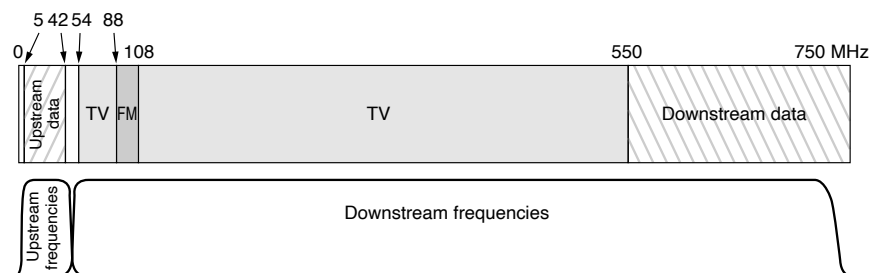 5 42 54 88
0 108 550 750 MHz
Upstream
data
TV FM TV Downstream data
Upstream
frequencies
Downstream frequencies